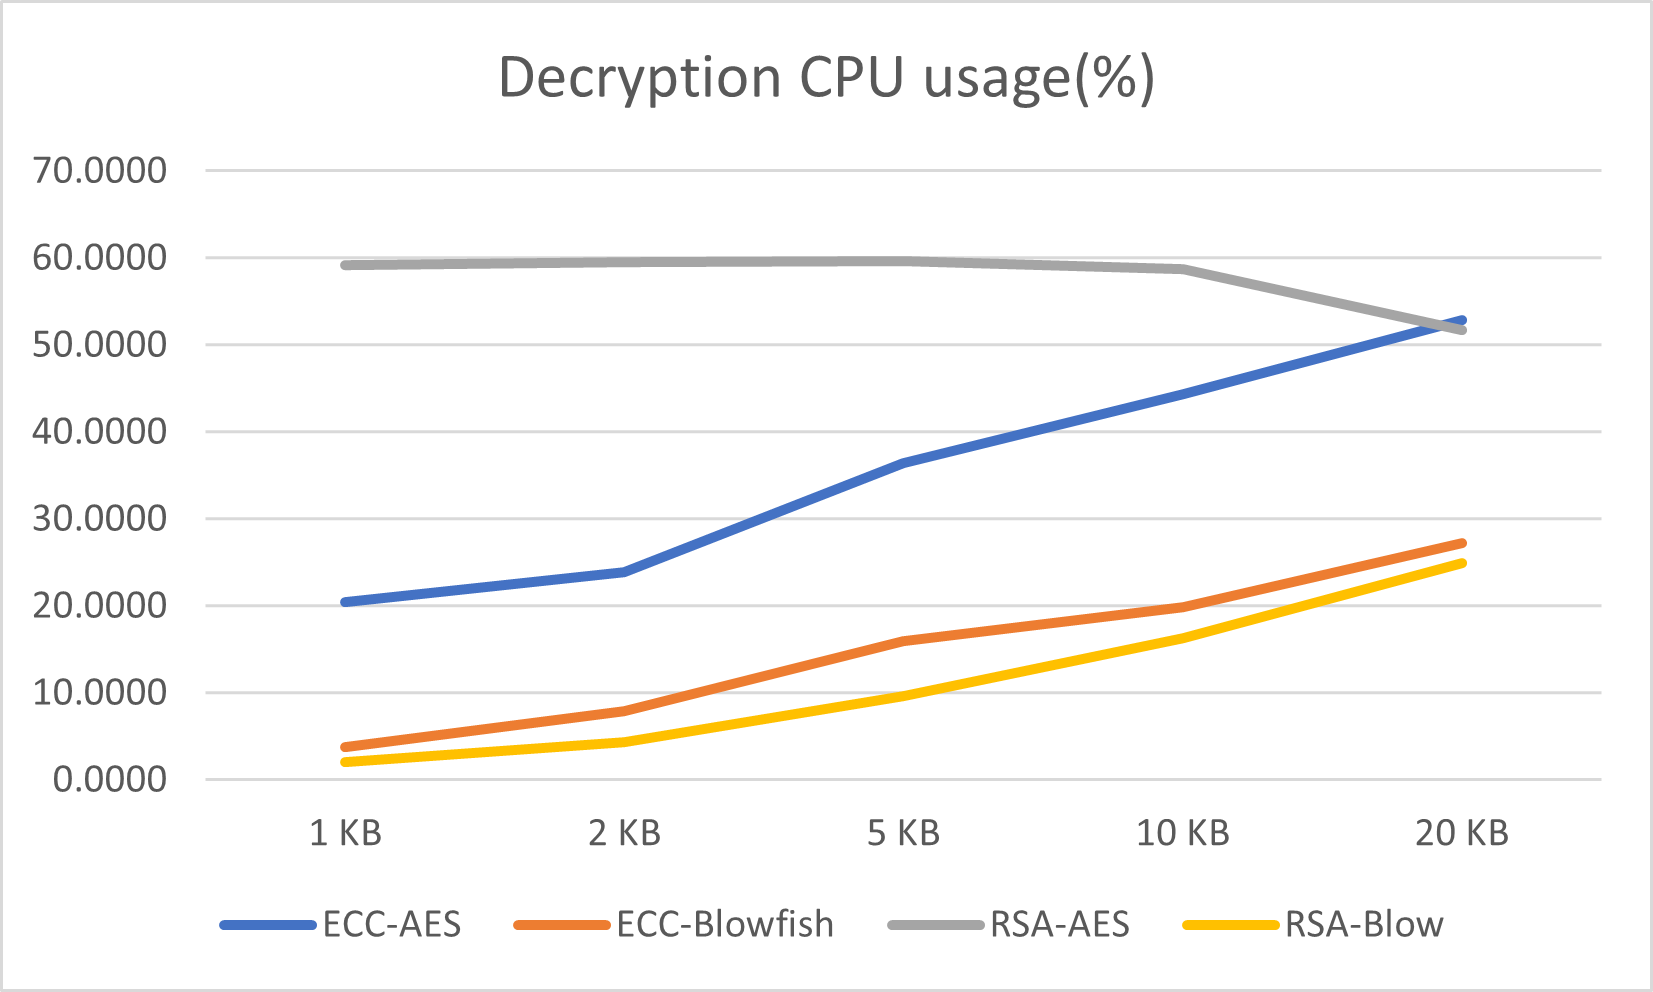 Decryption CPU usage(%)
70.0000
60.0000
50.0000
40.0000
30.0000
20.0000
10.0000
0.0000
1 KB 2 KB 5 KB 10 KB 20 KB
ECC-AES ECC-Blowfish RSA-AES RSA-Blow